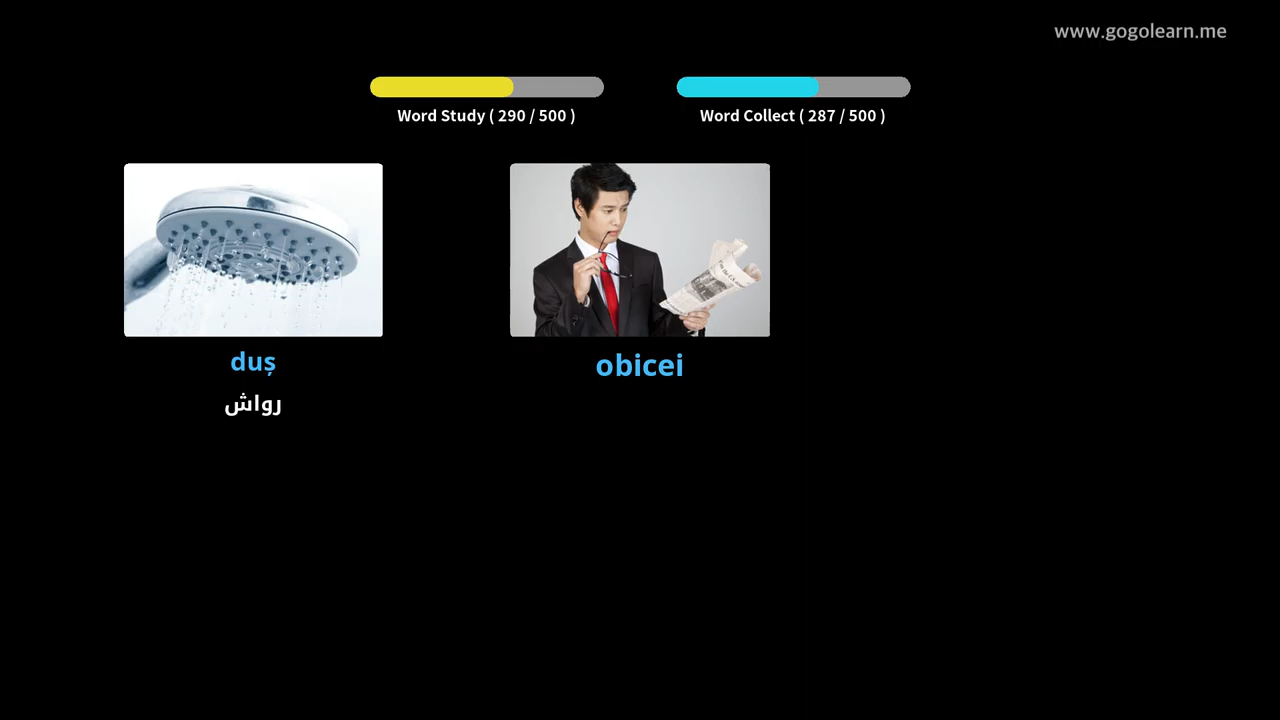 www.gogolearn.me
Word Study ( 290 / 500 )
Word Collect ( 287 / 500 )
duș
رواش
obicei